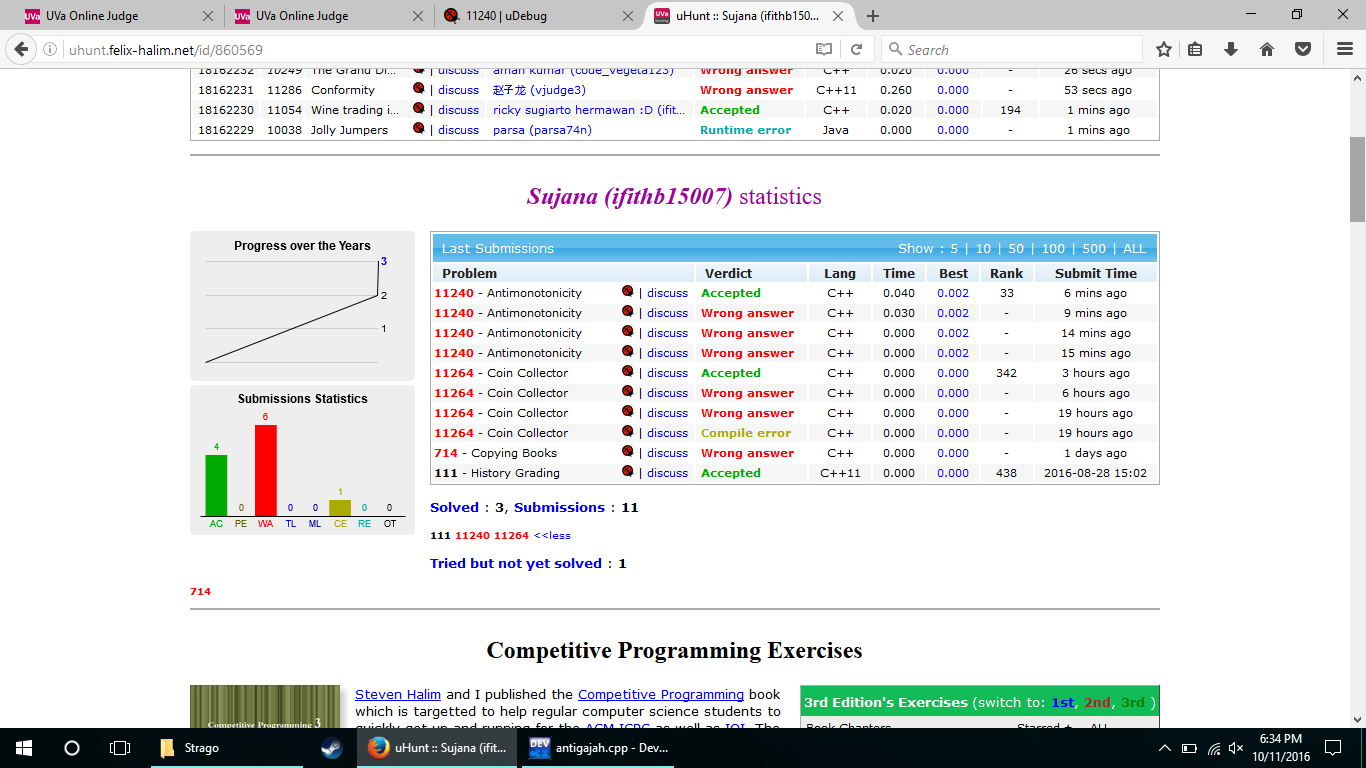 UVa Online Judge
UVa Online Judge
11240 | uDebug
uHunt :: Sujana (ifithb150...
uhunt.felix-halim.net/id/860569
Search
18162232 10249 The Grand Di... | discuss aman kumar (code_vegeta123) Wrong answer C++ 0.020 0.000 - 26 secs ago
18162231 11286 Conformity | discuss 赵子龙 (vjudge3) Wrong answer C++11 0.260 0.000 - 53 secs ago
18162230 11054 Wine trading i... | discuss ricky sugiarto hermawan :D (ifit... Accepted C++ 0.020 0.000 194 1 mins ago
18162229 10038 Jolly Jumpers | discuss parsa (parsa74n) Runtime error Java 0.000 0.000 - 1 mins ago
Sujana (ifithb15007) statistics
Progress over the Years
3
2
1
Submissions Statistics
4 0 6 0 0 1 0 0
AC PE WA TL ML CE RE OT
Last Submissions Show : 5 | 10 | 50 | 100 | 500 | ALL
Problem Verdict Lang Time Best Rank Submit Time
11240 - Antimonotonicity | discuss Accepted C++ 0.040 0.002 33 6 mins ago
11240 - Antimonotonicity | discuss Wrong answer C++ 0.030 0.002 - 9 mins ago
11240 - Antimonotonicity | discuss Wrong answer C++ 0.000 0.002 - 14 mins ago
11240 - Antimonotonicity | discuss Wrong answer C++ 0.000 0.002 - 15 mins ago
11264 - Coin Collector | discuss Accepted C++ 0.000 0.000 342 3 hours ago
11264 - Coin Collector | discuss Wrong answer C++ 0.000 0.000 - 6 hours ago
11264 - Coin Collector | discuss Wrong answer C++ 0.000 0.000 - 19 hours ago
11264 - Coin Collector | discuss Compile error C++ 0.000 0.000 - 19 hours ago
714 - Copying Books | discuss Wrong answer C++ 0.000 0.000 - 1 days ago
111 - History Grading | discuss Accepted C++11 0.000 0.000 438 2016-08-28 15:02
Solved : 3, Submissions : 11
111 11240 11264 <<less
Tried but not yet solved : 1
714
Competitive Programming Exercises
Competitive Programming 3
Steven Halim and I published the Competitive Programming book
which is targetted to help regular computer science students to
quickly get up and running for the ACM ICPC as well as IOI. The
3rd Edition's Exercises (switch to: 1st, 2nd, 3rd )
Book Chapters Starred ★ ALL
Strago
uHunt :: Sujana (ifit...
DEV C++
antigajah.cpp - Dev...
6:34 PM
10/11/2016